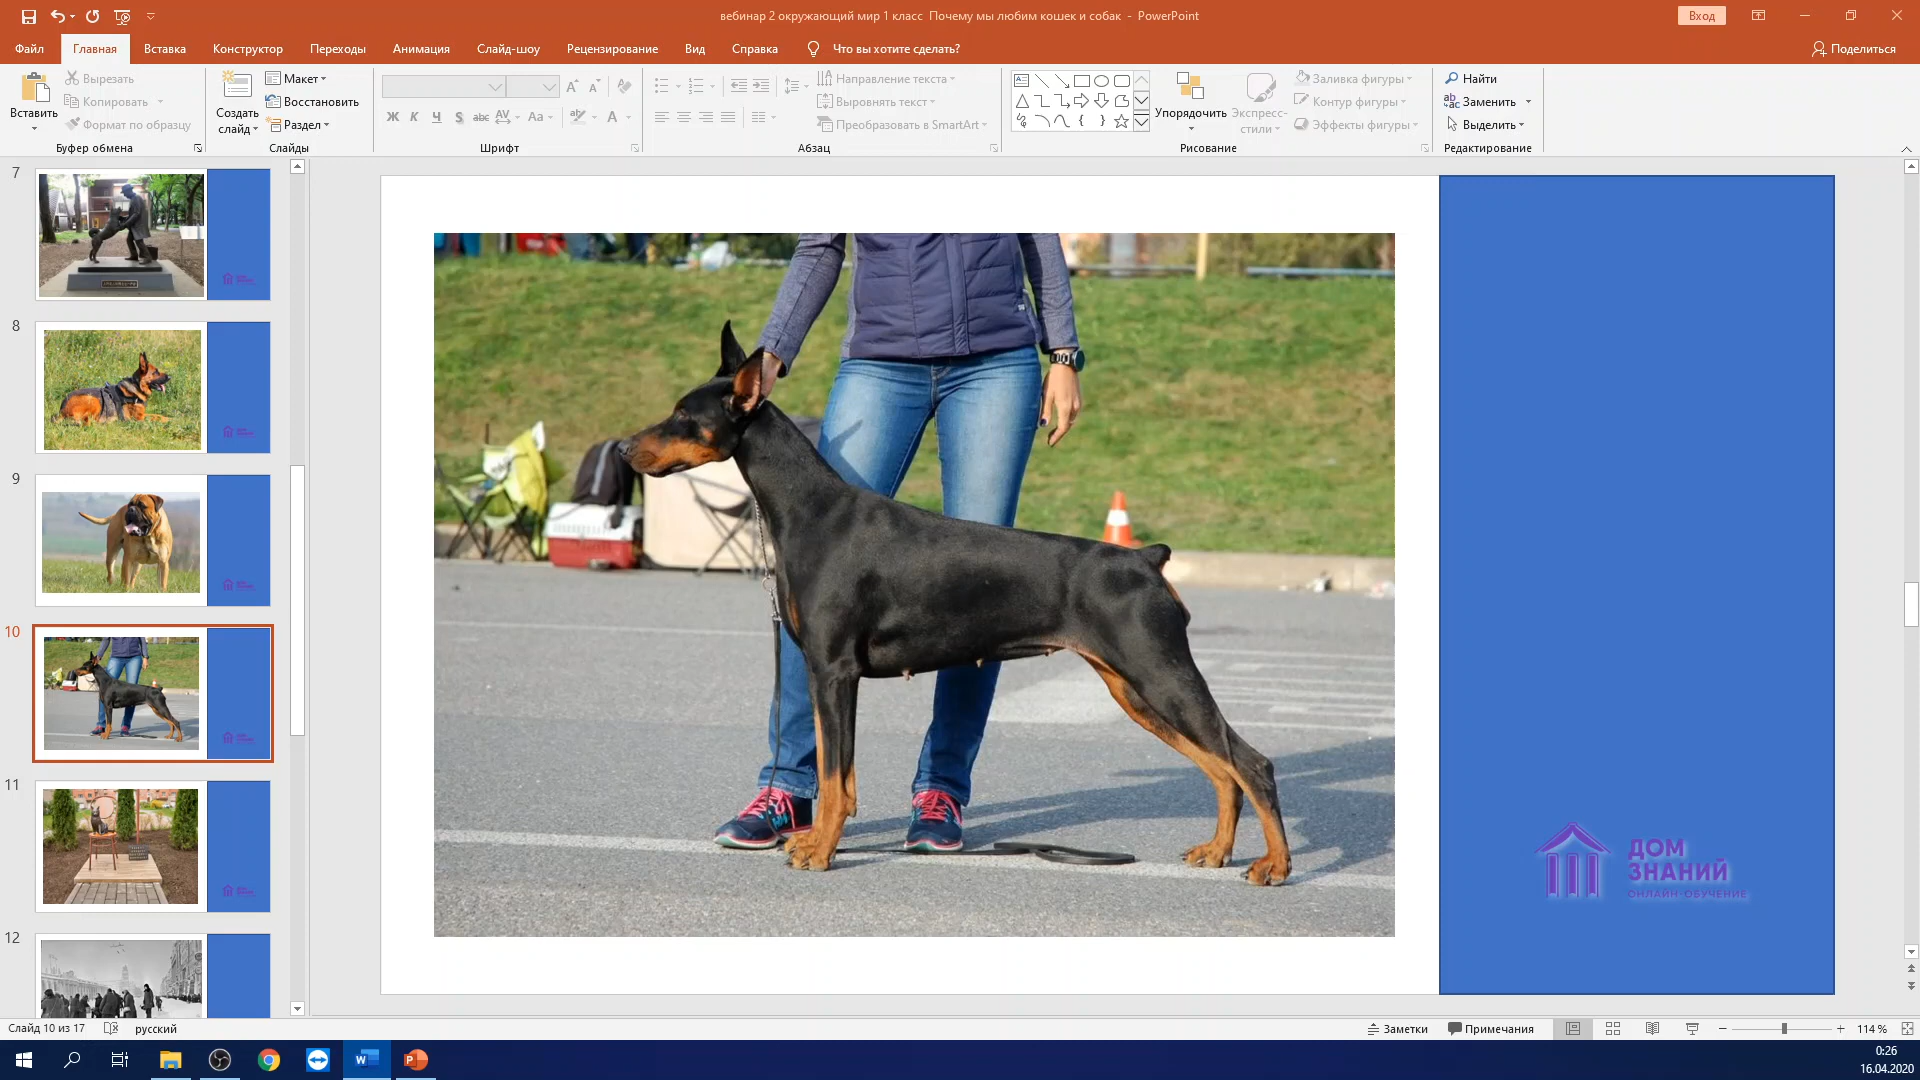 вебинар 2 окружающий мир 1 класс  Почему мы любим кошек и собак  -  PowerPoint
Вход
Файл
Главная
Вставка
Конструктор
Переходы
Анимация
Слайд-шоу
Рецензирование
Вид
Справка
Что вы хотите сделать?
Поделиться
Вставить
Вырезать
Копировать
Формат по образцу
Буфер обмена
Создать
слайд
Макет
Восстановить
Раздел
Слайды
Ж К Ч S abc AV Aa A
Шрифт
Направление текста
Выровнять текст
Преобразовать в SmartArt
Абзац
Упорядочить
Экспресс-
стили
Заливка фигуры
Контур фигуры
Эффекты фигуры
Рисование
Найти
Заменить
Выделить
Редактирование
7
8
9
10
11
12
ДОМ
ЗНАНИЙ
ОНЛАЙН-ОБУЧЕНИЕ
Слайд 10 из 17
русский
Заметки
Примечания
114 %
0:26
16.04.2020